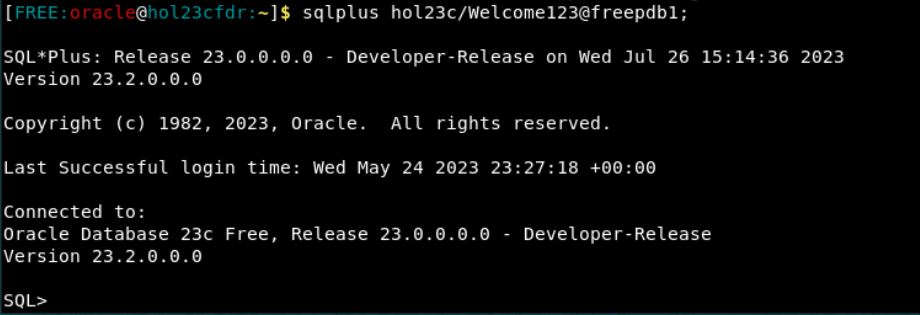 [FREE:oracle@hol23cfdr:~]$ sqlplus hol23c/Welcome123@freepdb1;
SQL*Plus: Release 23.0.0.0.0 - Developer-Release on Wed Jul 26 15:14:36 2023
Version 23.2.0.0.0
Copyright (c) 1982, 2023, Oracle.  All rights reserved.
Last Successful login time: Wed May 24 2023 23:27:18 +00:00
Connected to:
Oracle Database 23c Free, Release 23.0.0.0.0 - Developer-Release
Version 23.2.0.0.0
SQL>